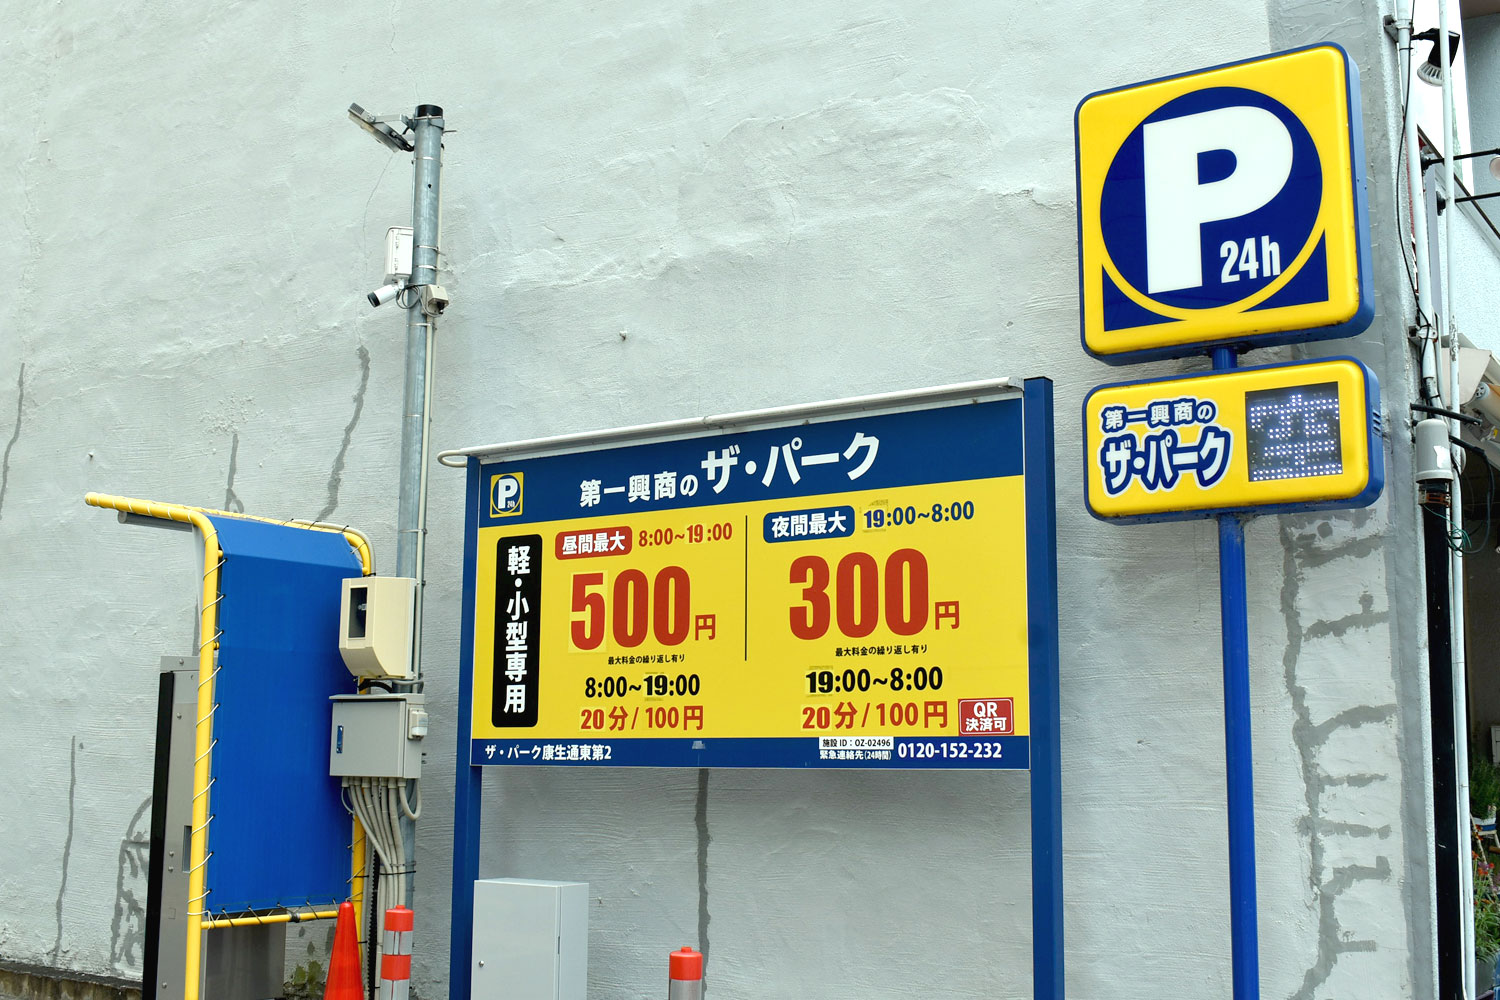 P
24h
第一興商の
ザ・パーク
空
P
24h
第一興商のザ・パーク
軽・小型専用
昼間最大 8:00~19:00
500円
最大料金の繰り返し有り
8:00~19:00
20分/100円
夜間最大 19:00~8:00
300円
最大料金の繰り返し有り
19:00~8:00
20分/100円
QR
決済可
ザ・パーク康生通東第2
施設 ID：OZ-02496
緊急連絡先(24時間) 0120-152-232